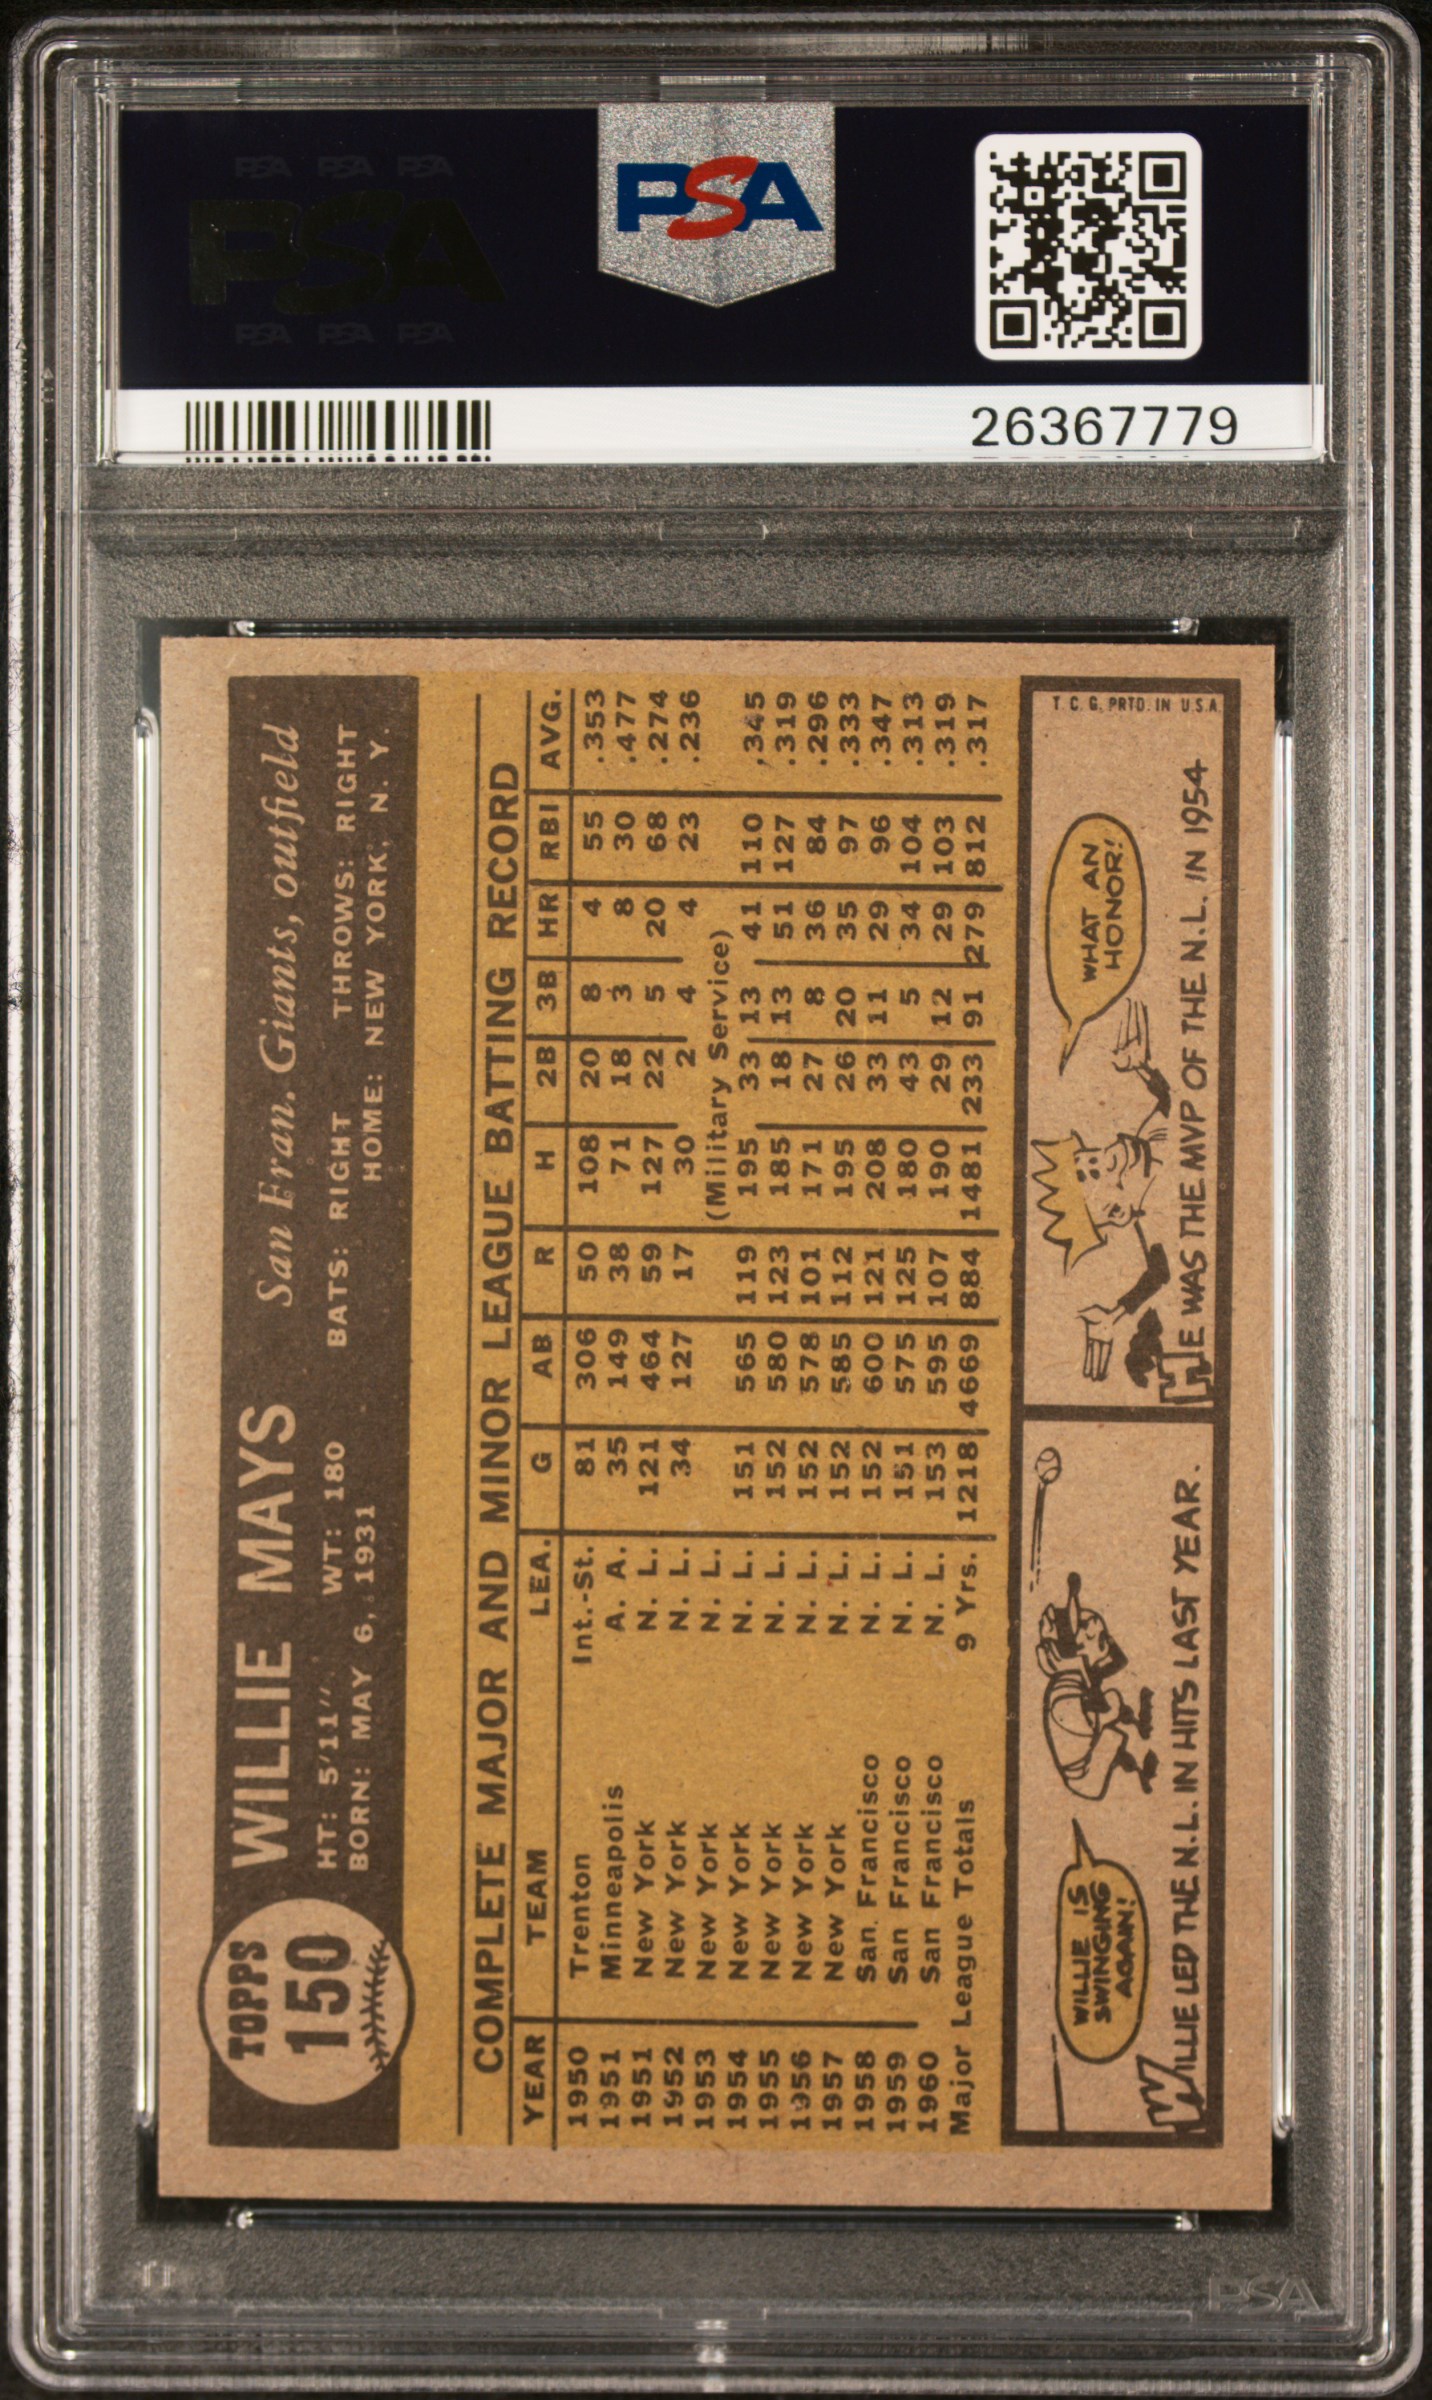 PSA PSA PSA
PSA
PSA PSA PSA
PSA
26367779
TOPPS
150
WILLIE MAYS San Fran. Giants, outfield
HT: 5'11" WT: 180 BATS: RIGHT THROWS: RIGHT
BORN: MAY 6, 1931 HOME: NEW YORK, N. Y.
COMPLETE MAJOR AND MINOR LEAGUE BATTING RECORD
YEAR TEAM LEA. G AB R H 2B 3B HR RBI AVG.
1950 Trenton Int.-St. 81 306 50 108 20 8 4 55 .353
1951 Minneapolis A. A. 35 149 38 71 18 3 8 30 .477
1951 New York N. L. 121 464 59 127 22 5 20 68 .274
1952 New York N. L. 34 127 17 30 2 4 4 23 .236
1953 New York N. L. (Military Service)
1954 New York N. L. 151 565 119 195 33 13 41 110 .345
1955 New York N. L. 152 580 123 185 18 13 51 127 .319
1956 New York N. L. 152 578 101 171 27 8 36 84 .296
1957 New York N. L. 152 585 112 195 26 20 35 97 .333
1958 San Francisco N. L. 152 600 121 208 33 11 29 96 .347
1959 San Francisco N. L. 151 575 125 180 43 5 34 104 .313
1960 San Francisco N. L. 153 595 107 190 29 12 29 103 .319
Major League Totals 9 Yrs. 1218 4669 884 1481 233 91 279 812 .317
WILLIE IS
SWINGING
AGAIN!
WILLIE LED THE N.L. IN HITS LAST YEAR.
WHAT AN
HONOR!
HE WAS THE MVP OF THE N.L. IN 1954
T. C. G. PRTD. IN U.S.A.
PSA